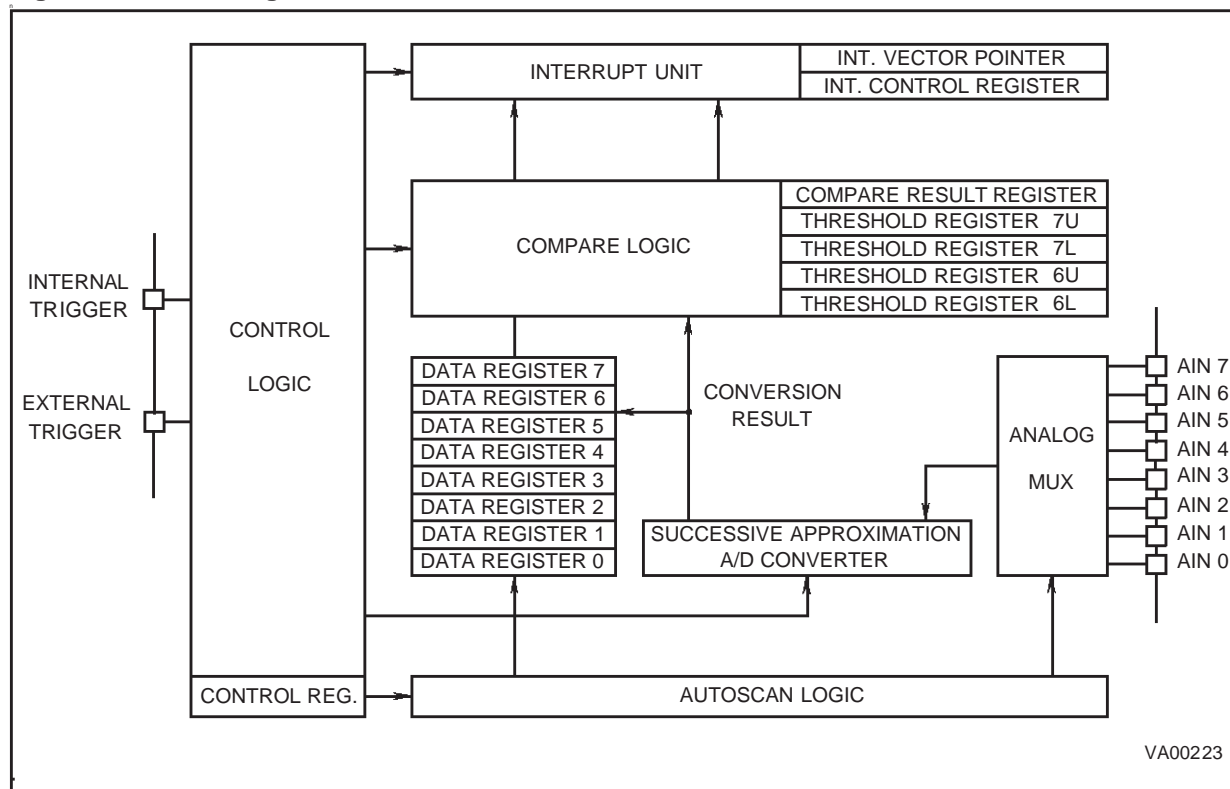 INTERRUPT UNIT
INT. VECTOR POINTER
INT. CONTROL REGISTER
COMPARE LOGIC
COMPARE RESULT REGISTER
THRESHOLD REGISTER 7U
THRESHOLD REGISTER 7L
THRESHOLD REGISTER 6U
THRESHOLD REGISTER 6L
INTERNAL
TRIGGER
EXTERNAL
TRIGGER
CONTROL
LOGIC
DATA REGISTER 7
DATA REGISTER 6
DATA REGISTER 5
DATA REGISTER 4
DATA REGISTER 3
DATA REGISTER 2
DATA REGISTER 1
DATA REGISTER 0
CONVERSION
RESULT
SUCCESSIVE APPROXIMATION
A/D CONVERTER
ANALOG
MUX
AIN 7
AIN 6
AIN 5
AIN 4
AIN 3
AIN 2
AIN 1
AIN 0
CONTROL REG.
AUTOSCAN LOGIC
VA00223